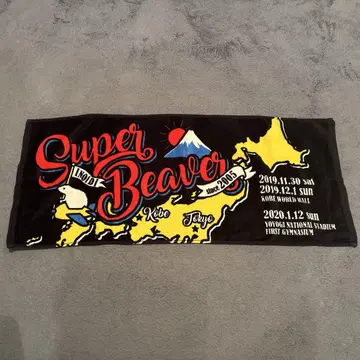 Super
Beaver
since 2005
Kobe
Tokyo
2019.11.30 sat
2019.12.1 sun
KOBE WORLD HALL
2020.1.12 sun
YOYOGI NATIONAL STADIUM
FIRST GYMNASIUM